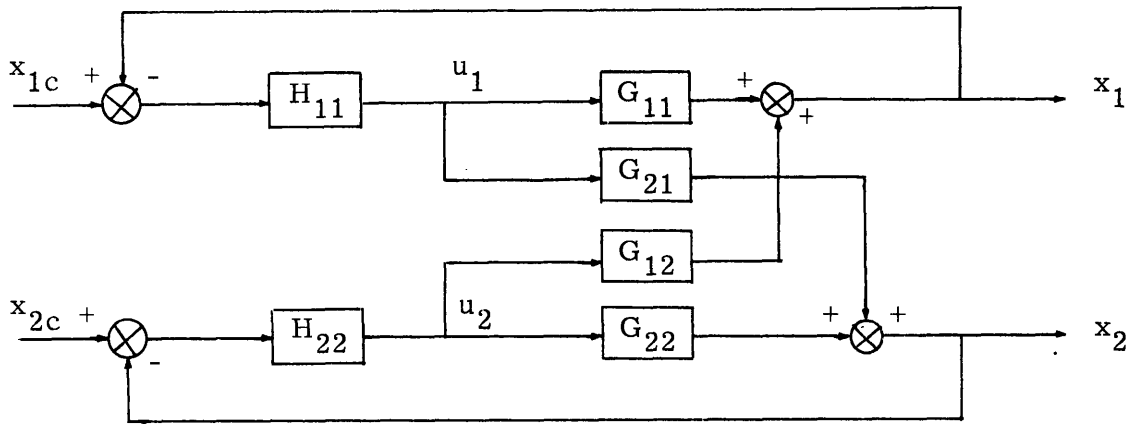 x1c + - H11 u1 G11 + + x1
G21
G12
x2c + - H22 u2 G22 + + x2